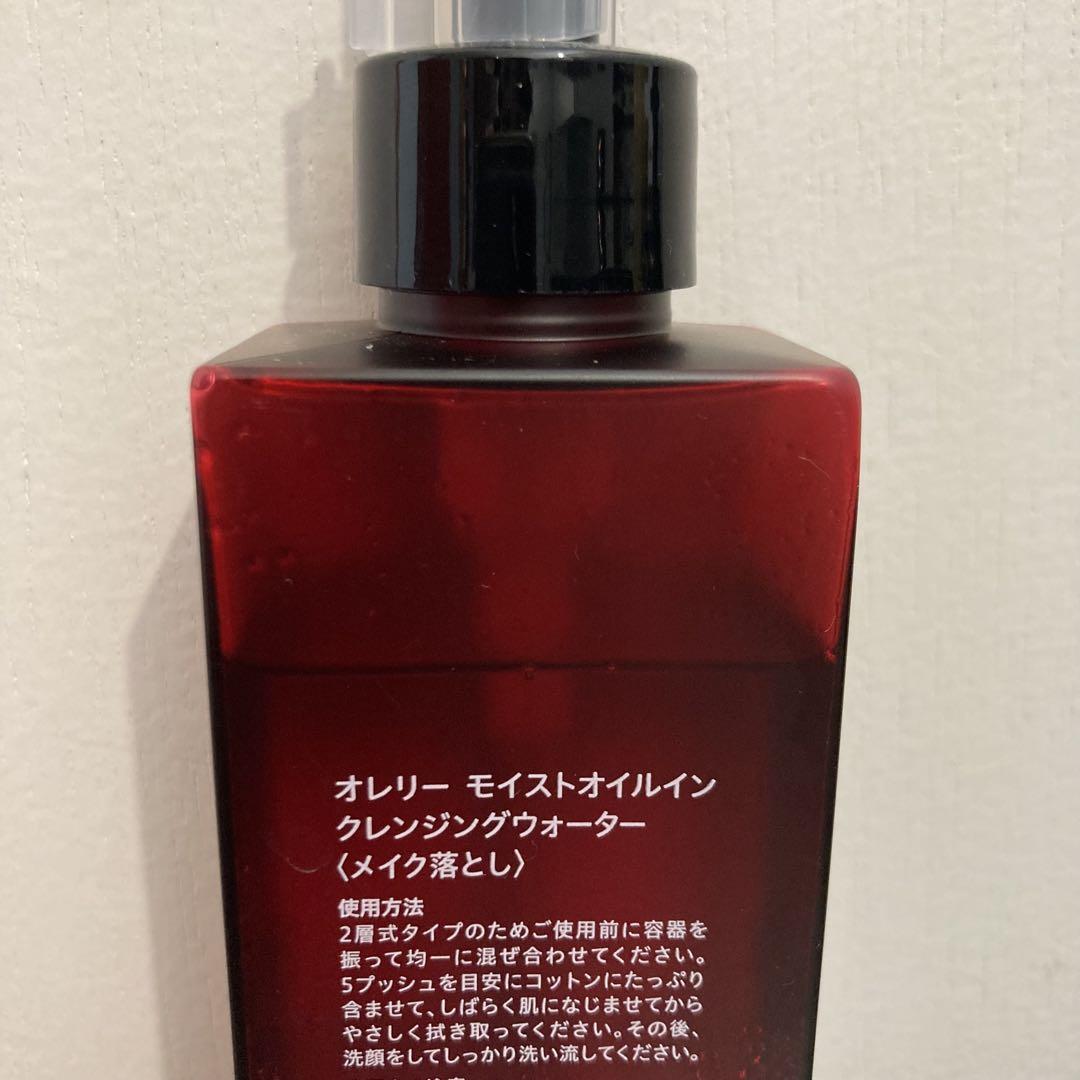 オレリー モイストオイルイン
クレンジングウォーター
〈メイク落とし〉
使用方法
2層式タイプのためご使用前に容器を
振って均一に混ぜ合わせてください。
5プッシュを目安にコットンにたっぷり
含ませて、しばらく肌になじませてから
やさしく拭き取ってください。その後、
洗顔をしてしっかり洗い流してください。